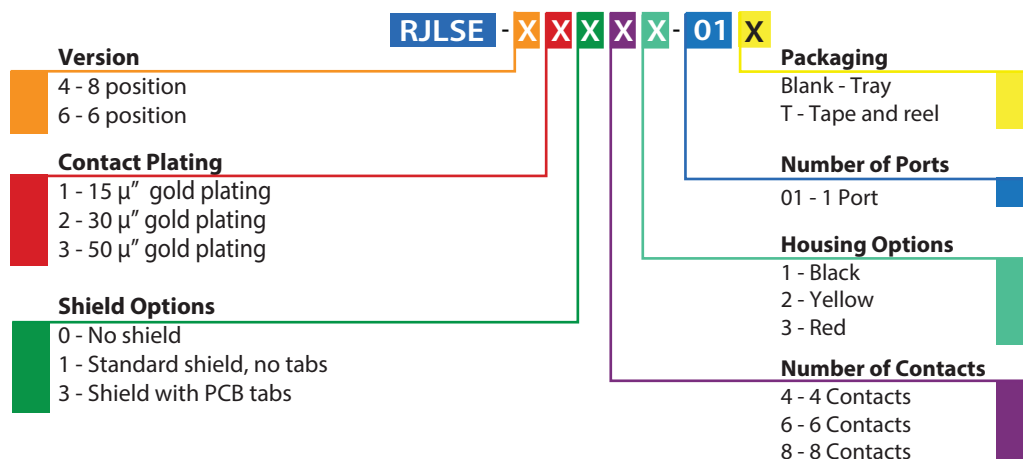 RJLSE - X X X X X - 01 X
Version
4 - 8 position
6 - 6 position
Contact Plating
1 - 15 µ” gold plating
2 - 30 µ” gold plating
3 - 50 µ” gold plating
Shield Options
0 - No shield
1 - Standard shield, no tabs
3 - Shield with PCB tabs
Packaging
Blank - Tray
T - Tape and reel
Number of Ports
01 - 1 Port
Housing Options
1 - Black
2 - Yellow
3 - Red
Number of Contacts
4 - 4 Contacts
6 - 6 Contacts
8 - 8 Contacts